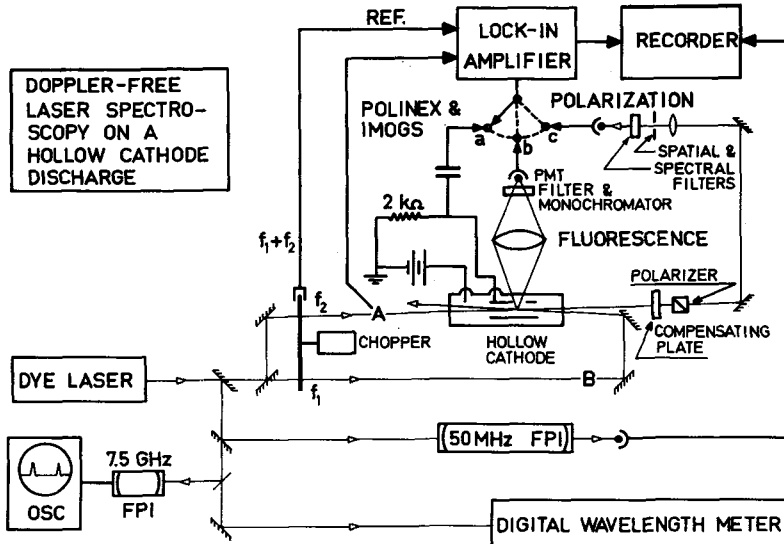 REF.
LOCK-IN
AMPLIFIER
RECORDER
DOPPLER-FREE
LASER SPECTRO-
SCOPY ON A
HOLLOW CATHODE
DISCHARGE
POLINEX &
IMOGS
POLARIZATION
a
b
c
SPATIAL &
SPECTRAL
FILTERS
PMT
FILTER &
MONOCHROMATOR
2 kΩ
f₁+f₂
FLUORESCENCE
POLARIZER
f₂
A
CHOPPER
HOLLOW
CATHODE
COMPENSATING
PLATE
DYE LASER
f₁
B
50 MHz FPI
7.5 GHz
FPI
OSC
DIGITAL WAVELENGTH METER